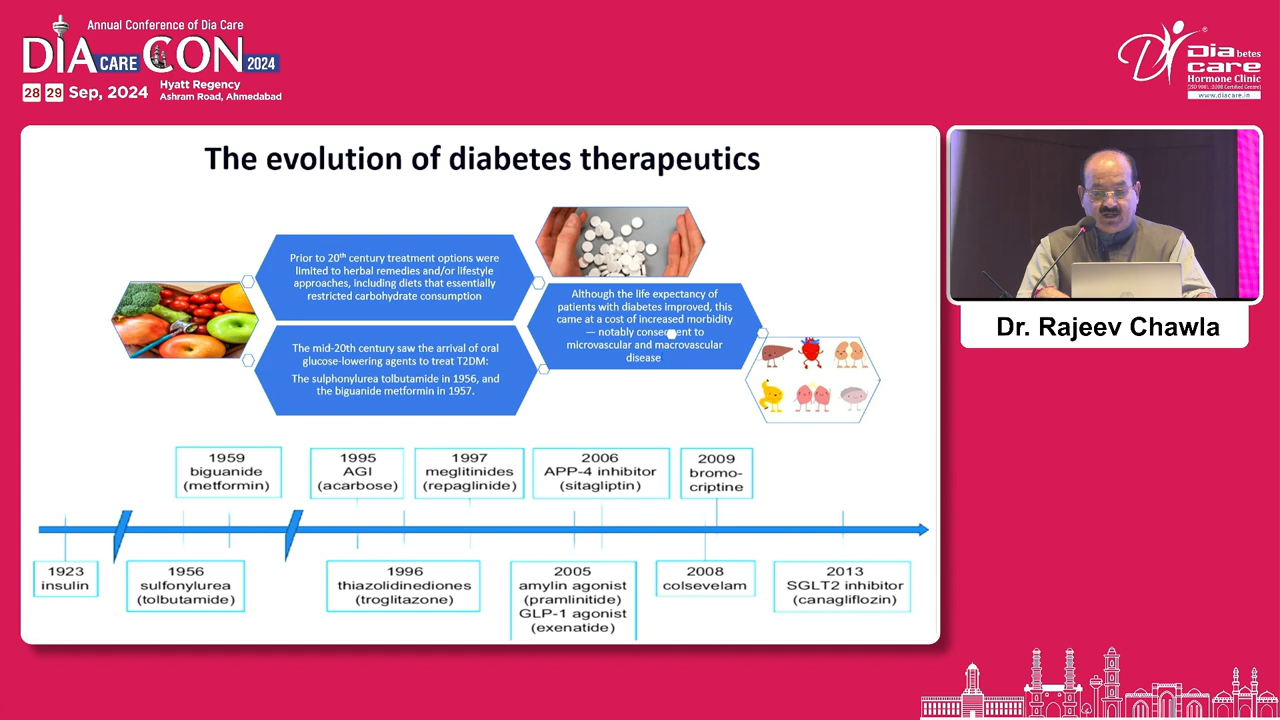 Annual Conference of Dia Care
DIA CARE CON 2024
28 29 Sep, 2024
Hyatt Regency
Ashram Road, Ahmedabad
Diabetes
care
Hormone Clinic
(ISO 9001:2008 Certified Centre)
www.diacare.in
The evolution of diabetes therapeutics
Prior to 20th century treatment options were
limited to herbal remedies and/or lifestyle
approaches, including diets that essentially
restricted carbohydrate consumption
Although the life expectancy of
patients with diabetes improved, this
came at a cost of increased morbidity
— notably consequent to
microvascular and macrovascular
disease
The mid-20th century saw the arrival of oral
glucose-lowering agents to treat T2DM:
The sulphonylurea tolbutamide in 1956, and
the biguanide metformin in 1957.
1959
biguanide
(metformin)
1995
AGI
(acarbose)
1997
meglitinides
(repaglinide)
2006
APP-4 inhibitor
(sitagliptin)
2009
bromo-
criptine
1923
insulin
1956
sulfonylurea
(tolbutamide)
1996
thiazolidinediones
(troglitazone)
2005
amylin agonist
(pramlinitide)
GLP-1 agonist
(exenatide)
2008
colsevelam
2013
SGLT2 inhibitor
(canagliflozin)
Dr. Rajeev Chawla